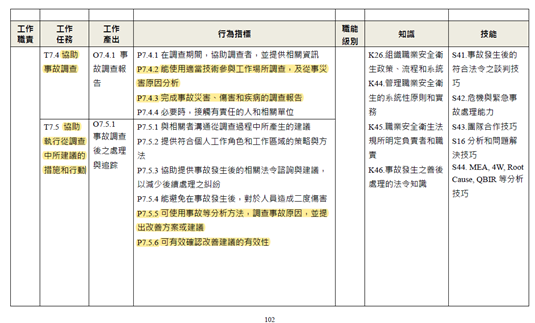 工作
職責
工作
任務
工作
產出
行為指標
職能
級別
知識
技能
T7.4 協助
事故調查
O7.4.1 事
故調查報
告
P7.4.1 在調查期間，協助調查者，並提供相關資訊
P7.4.2 能使用適當技術參與工作場所調查，及從事災
害原因分析
P7.4.3 完成事故災害、傷害和疾病的調查報告
P7.4.4 必要時，接觸有責任的人和相關單位
T7.5 協助
執行從調查
中所建議的
措施和行動
O7.5.1
事故調查
後之處理
與追蹤
P7.5.1 與相關者溝通從調查過程中所產生的建議
P7.5.2 提供符合個人工作角色和工作區域的策略與方
法
P7.5.3 協助提供事故發生後的相關法令認詢與建議，
以減少後續處理之糾紛
P7.5.4 能避免在事故發生後，對於人員造成二度傷害
P7.5.5 可使用事故等分析方法，調查事故原因，並提
出改善方案或建議
P7.5.6 可有效確認改善建議的有效性
K26.組織職業安全衛
生政策、流程和系統
K44.管理職業安全衛
生的系統性原則和實
務
K45.職業安全衛生法
規所明定負責者和職
責
K46.事故發生之善後
處理的法令知識
S41.事故發生後的
符合法令之談判技
巧
S42.危機與緊急事
故處理能力
S43.團隊合作技巧
S16 分析和問題解
決技巧
S44. MEA, 4W, Root
Cause, QBIR 等分析
技巧
102